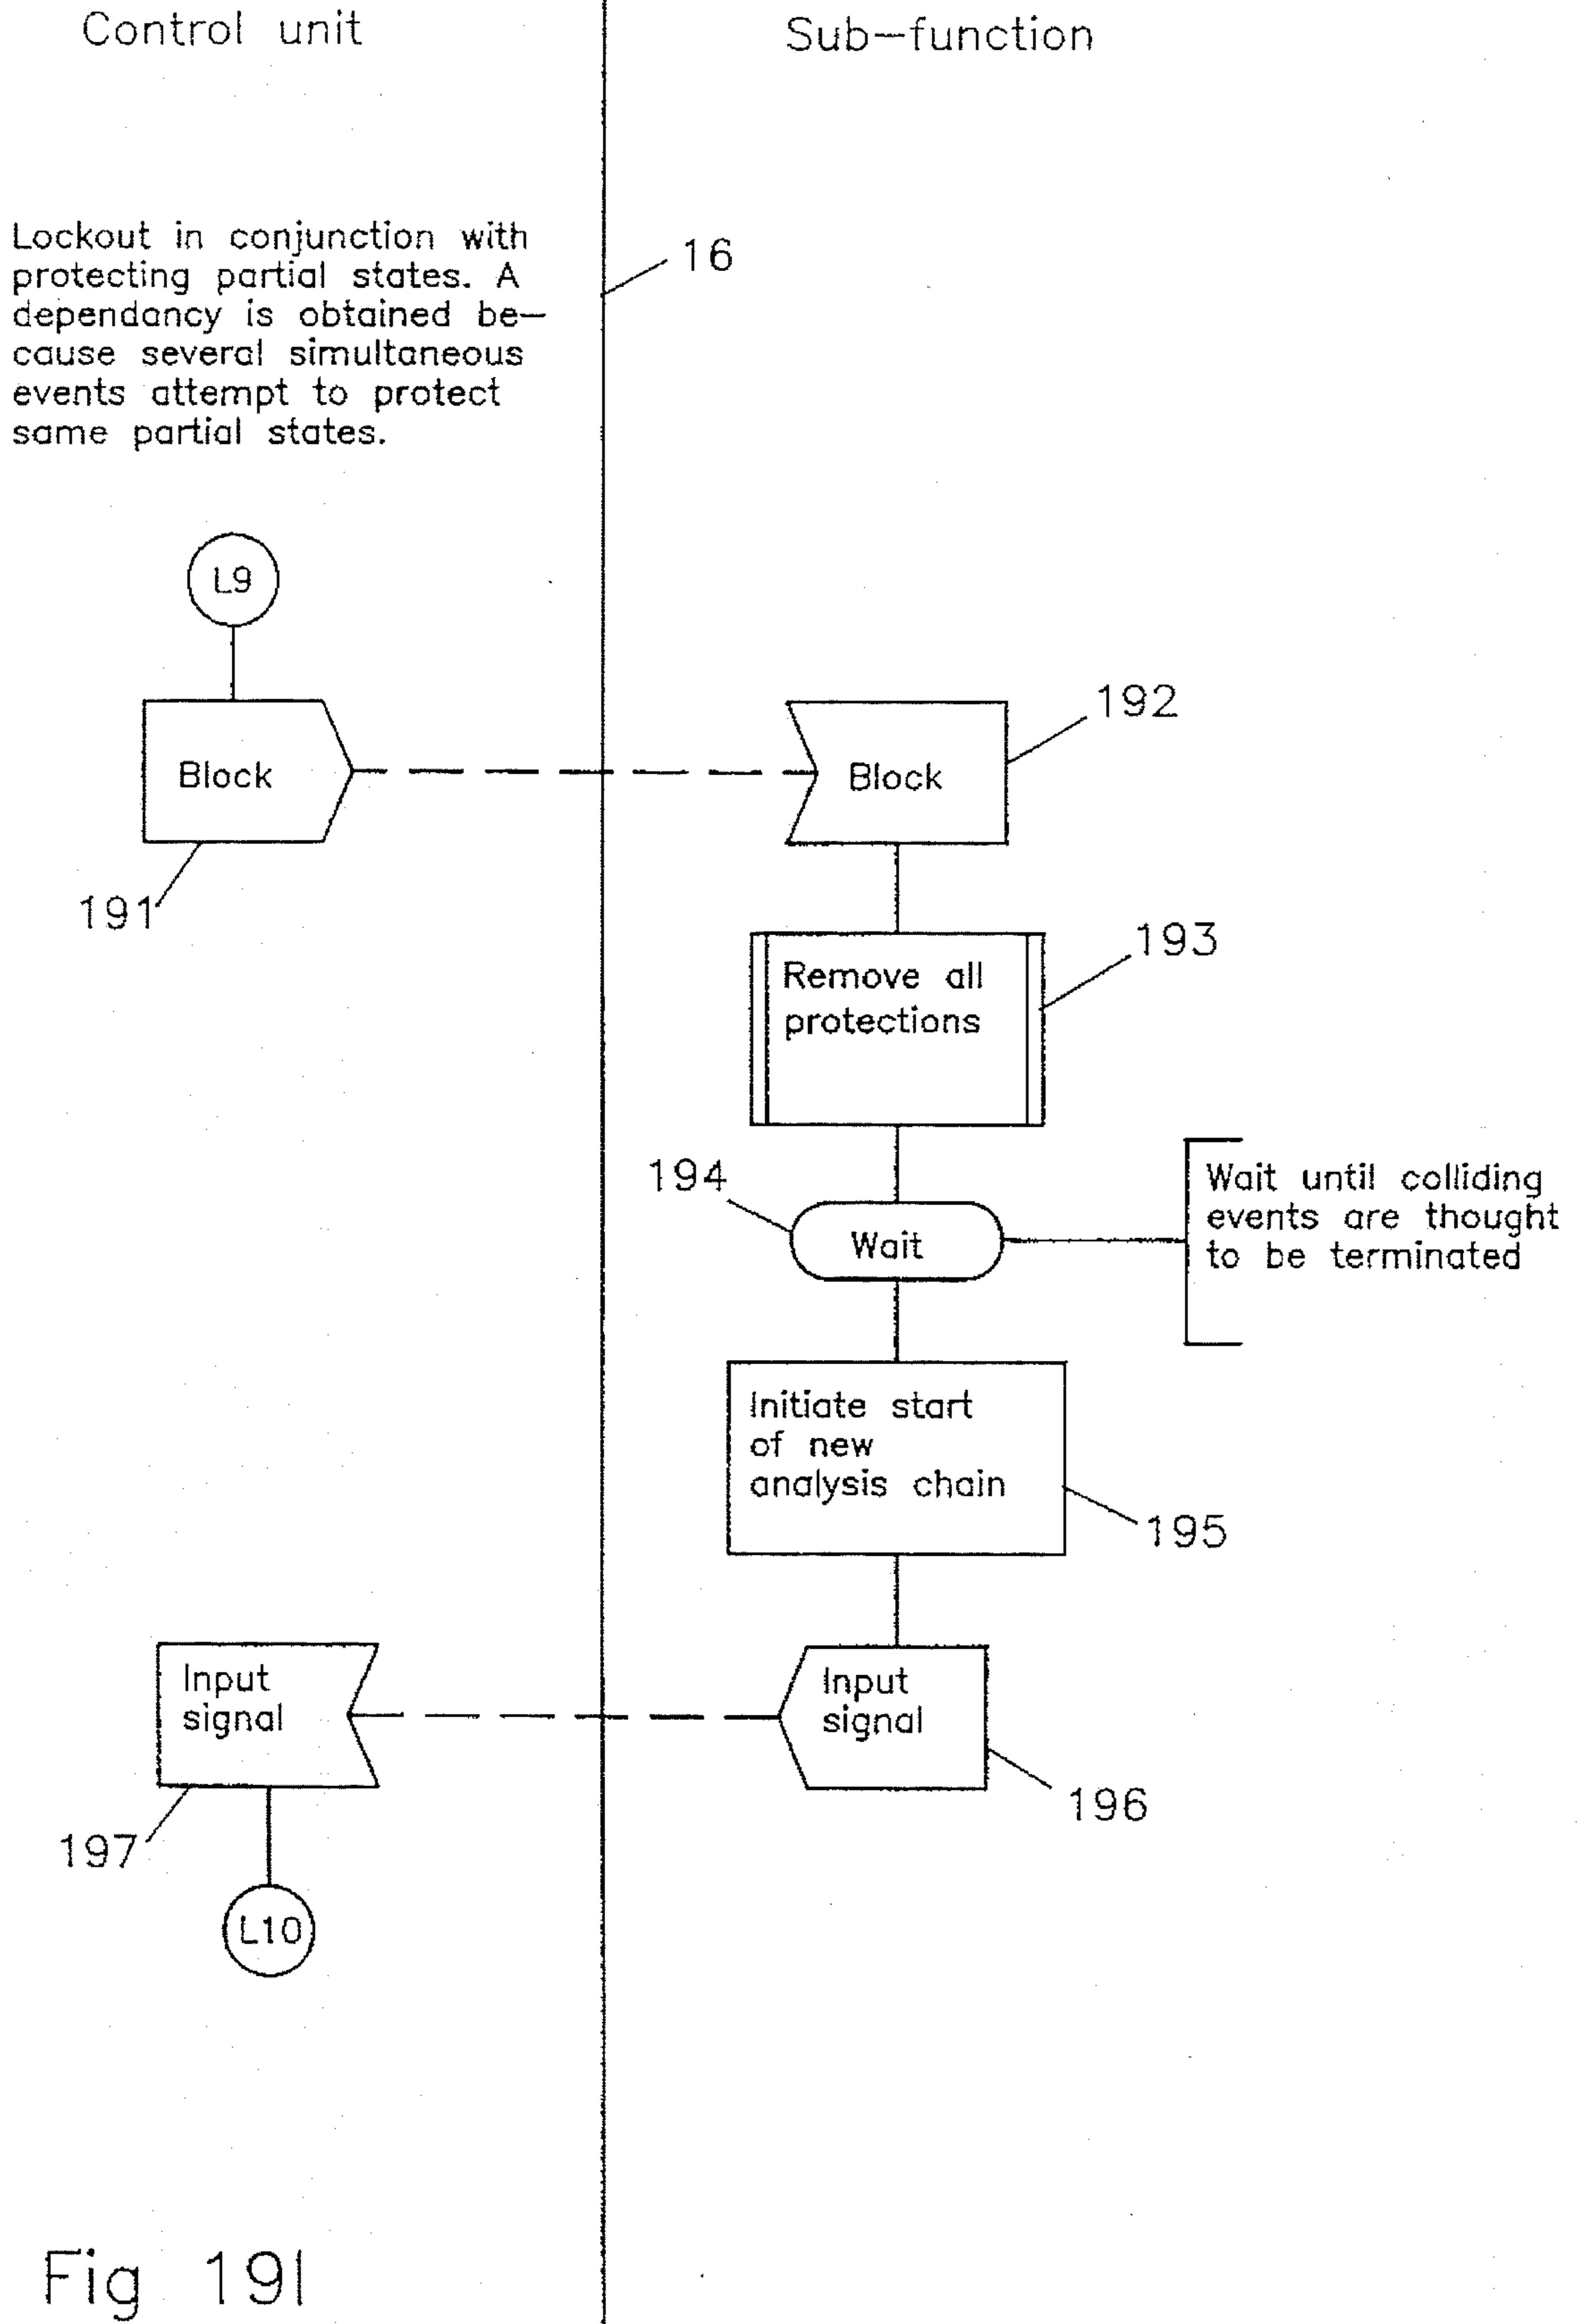 Control unit
Sub-function
Lockout in conjunction with
protecting partial states. A
dependancy is obtained be-
cause several simultaneous
events attempt to protect
same partial states.
16
L9
Block
191
Block
192
Remove all
protections
193
194
Wait
Wait until colliding
events are thought
to be terminated
Initiate start
of new
analysis chain
195
Input
signal
197
Input
signal
196
L10
Fig 19I